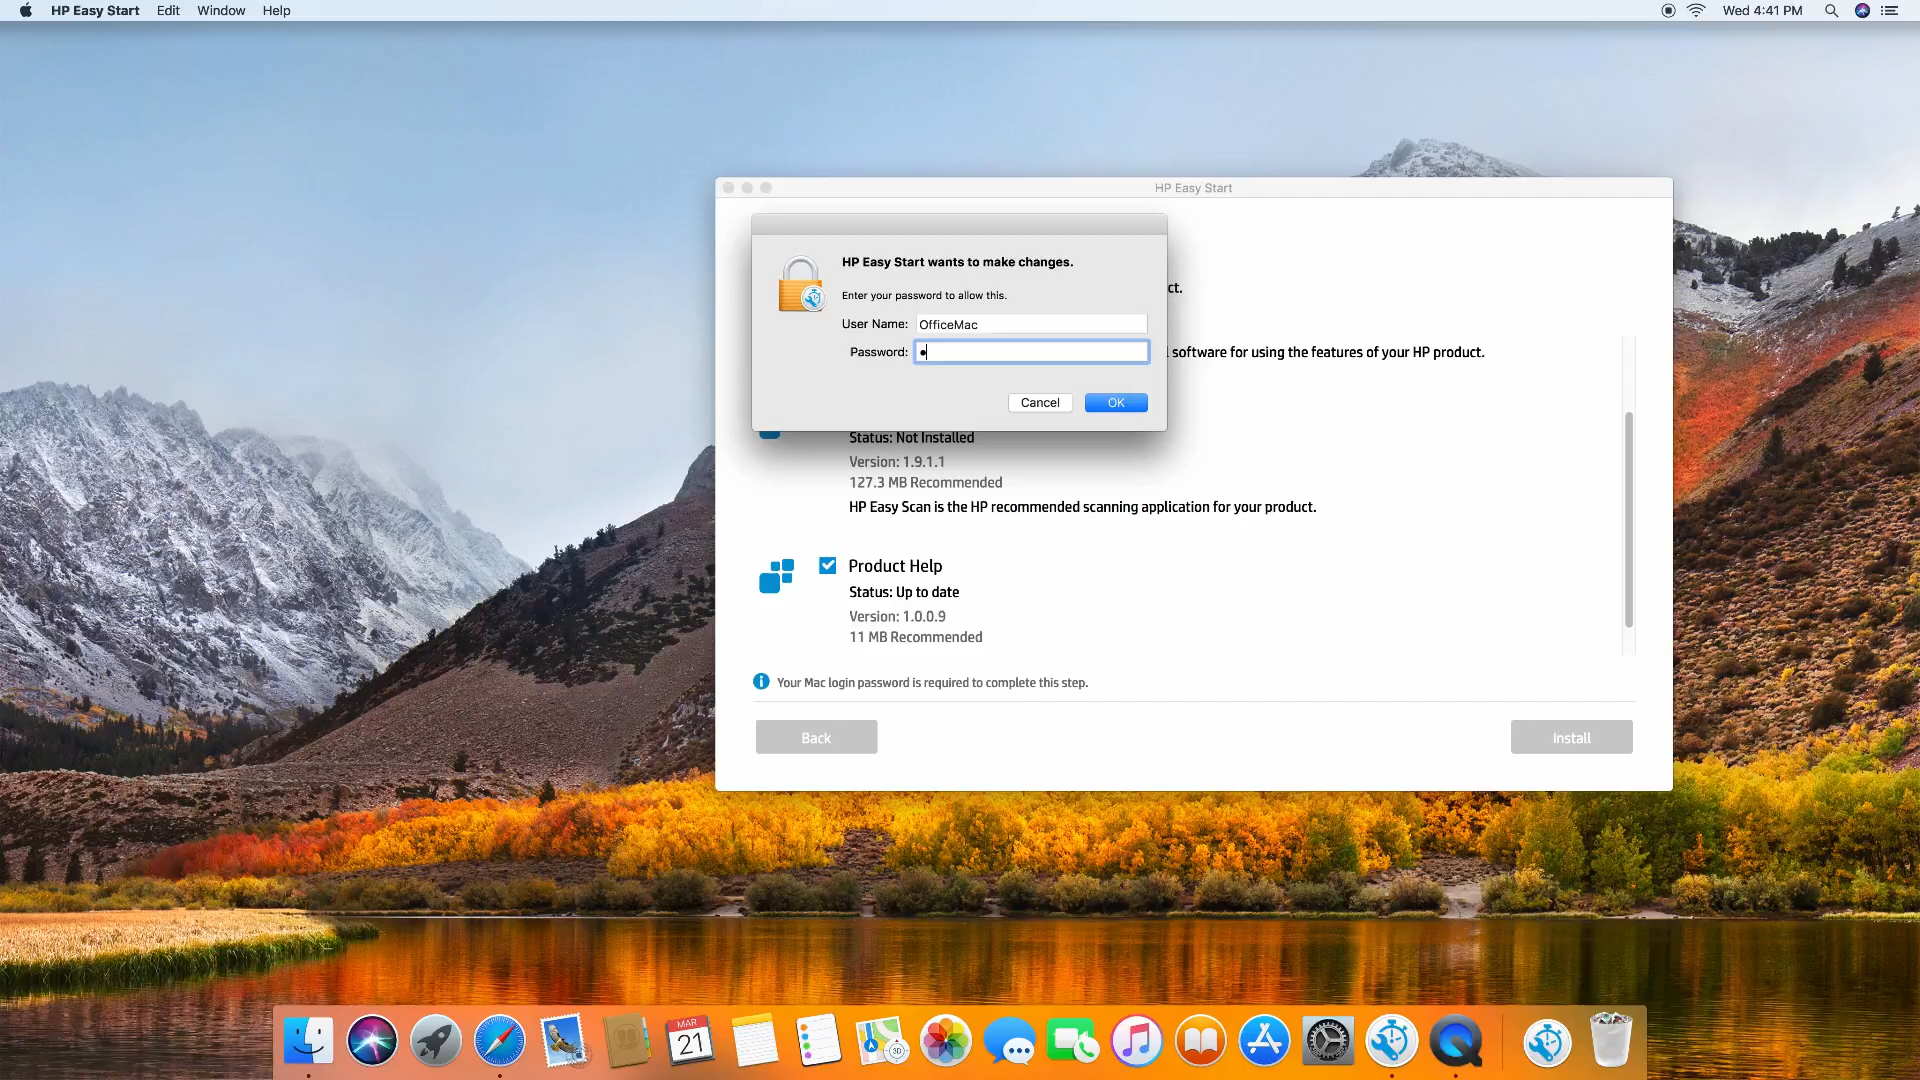 HP Easy Start Edit Window Help
Wed 4:41 PM
HP Easy Start
HP Easy Start wants to make changes.
Enter your password to allow this.
User Name: OfficeMac
Password:
Cancel OK
ct.
software for using the features of your HP product.
Status: Not Installed
Version: 1.9.1.1
127.3 MB Recommended
HP Easy Scan is the HP recommended scanning application for your product.
Product Help
Status: Up to date
Version: 1.0.0.9
11 MB Recommended
Your Mac login password is required to complete this step.
Back
Install
MAR
21
3D